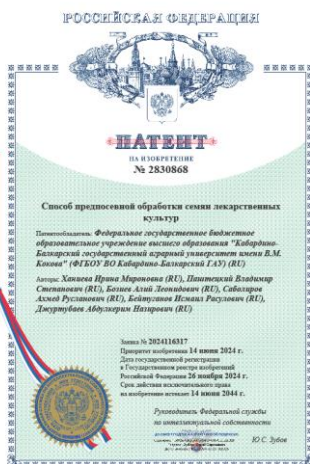 РОССИЙСКАЯ ФЕДЕРАЦИЯ
ПАТЕНТ
НА ИЗОБРЕТЕНИЕ
№ 2830868
Способ предпосевной обработки семян лекарственных
культур
Патентообладатель: Федеральное государственное бюджетное
образовательное учреждение высшего образования "Кабардино-
Балкарский государственный аграрный университет имени В.М.
Кокова" (ФГБОУ ВО Кабардино-Балкарский ГАУ) (RU)
Авторы: Ханиева Ирина Мироновна (RU), Паштецкий Владимир
Степанович (RU), Бозиев Алий Леонидович (RU), Саболиров
Ахмед Русланович (RU), Бейтуганов Исмаил Расулович (RU),
Джуртубаев Абдулкерим Назирович (RU)
Заявка № 2024116317
Приоритет изобретения 14 июня 2024 г.
Дата государственной регистрации
в Государственном реестре изобретений
Российской Федерации 26 ноября 2024 г.
Срок действия исключительного права
на изобретение истекает 14 июня 2044 г.
Руководитель Федеральной службы
по интеллектуальной собственности
Ю.С. Зубов